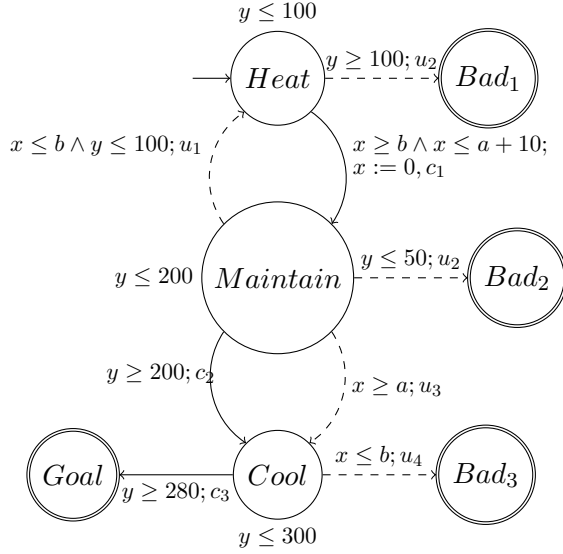 y ≤ 100
Heat
y ≥ 100; u₂
Bad₁
x ≤ b ∧ y ≤ 100; u₁
x ≥ b ∧ x ≤ a + 10;
x := 0, c₁
y ≤ 200
Maintain
y ≤ 50; u₂
Bad₂
y ≥ 200; c₂
x ≥ a; u₃
Goal
y ≥ 280; c₃
Cool
x ≤ b; u₄
Bad₃
y ≤ 300